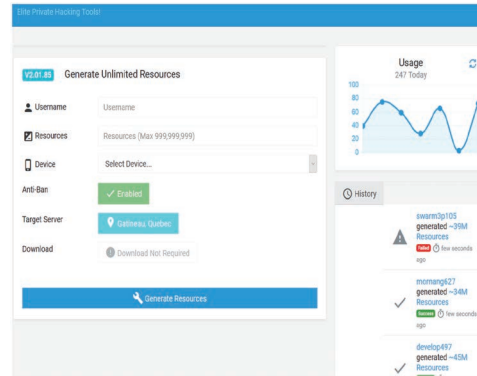 Elite Private Hacking Tools!
V2.01.85 Generate Unlimited Resources
Username Username
Resources Resources (Max 999,999,999)
Device Select Device...
Anti-Ban Enabled
Target Server Gatineau Quebec
Download Download Not Required
Generate Resources
Usage
247 Today
100
80
60
40
20
0
History
swarm3p105
generated ~39M
Resources
Failed few seconds
ago
mornang627
generated ~34M
Resources
Success few seconds
ago
develop497
generated ~45M
Resources